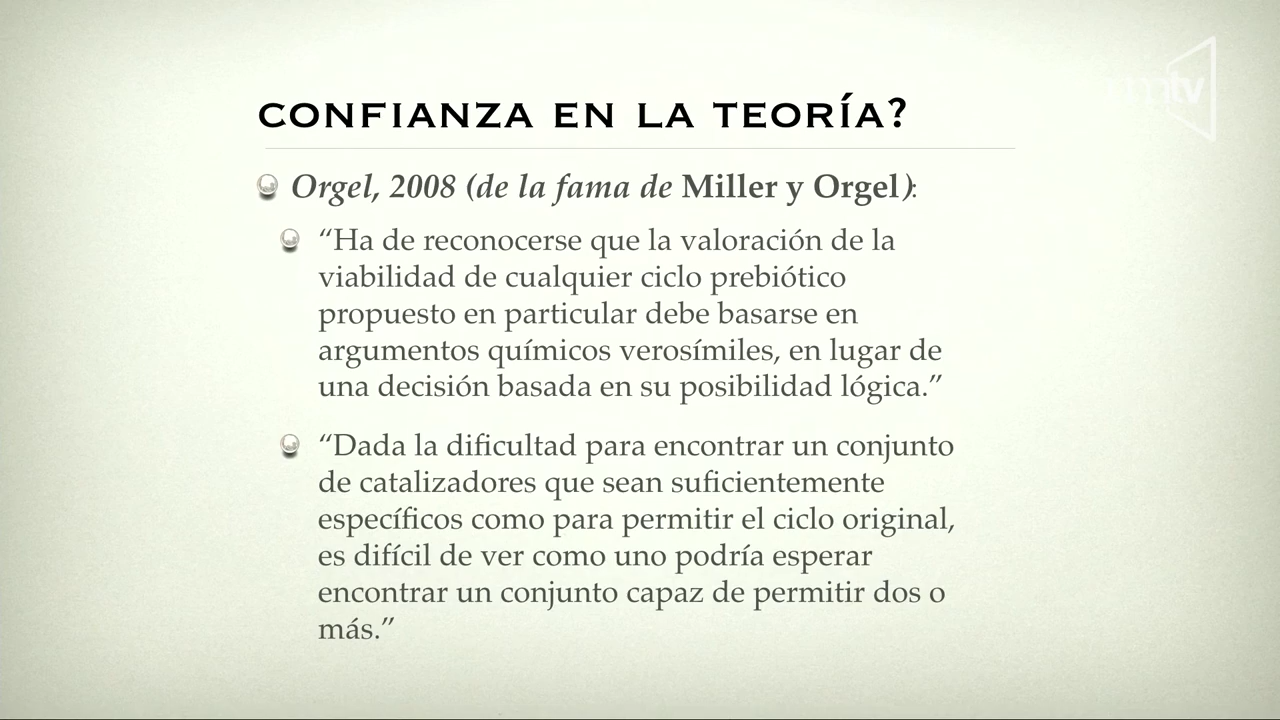 CONFIANZA EN LA TEORÍA?
Orgel, 2008 (de la fama de Miller y Orgel):
“Ha de reconocerse que la valoración de la
viabilidad de cualquier ciclo prebiótico
propuesto en particular debe basarse en
argumentos químicos verosímiles, en lugar de
una decisión basada en su posibilidad lógica.”
“Dada la dificultad para encontrar un conjunto
de catalizadores que sean suficientemente
específicos como para permitir el ciclo original,
es difícil de ver como uno podría esperar
encontrar un conjunto capaz de permitir dos o
más.”